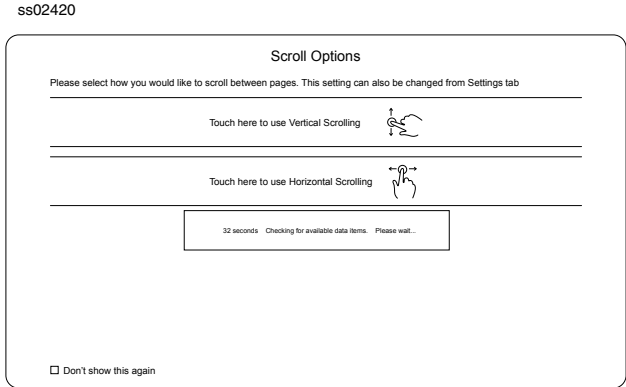 ss02420
Scroll Options
Please select how you would like to scroll between pages. This setting can also be changed from Settings tab
Touch here to use Vertical Scrolling
Touch here to use Horizontal Scrolling
32 seconds Checking for available data items. Please wait...
Don't show this again